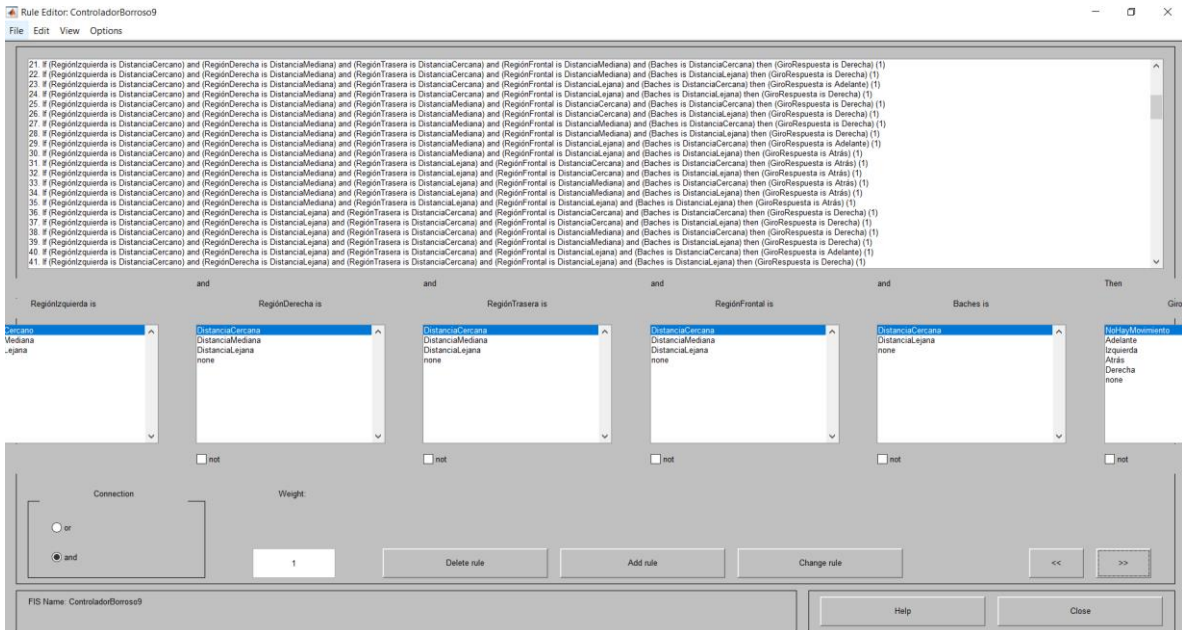 Rule Editor: ControladorBorroso9
File Edit View Options
21. If (RegiónIzquierda is DistanciaCercano) and (RegiónDerecha is DistanciaMediana) and (RegiónTrasera is DistanciaCercana) and (RegiónFrontal is DistanciaMediana) and (Baches is DistanciaCercana) then (GiroRespuesta is Derecha) (1)
22. If (RegiónIzquierda is DistanciaCercano) and (RegiónDerecha is DistanciaMediana) and (RegiónTrasera is DistanciaCercana) and (RegiónFrontal is DistanciaMediana) and (Baches is DistanciaLejana) then (GiroRespuesta is Derecha) (1)
23. If (RegiónIzquierda is DistanciaCercano) and (RegiónDerecha is DistanciaMediana) and (RegiónTrasera is DistanciaCercana) and (RegiónFrontal is DistanciaLejana) and (Baches is DistanciaCercana) then (GiroRespuesta is Adelante) (1)
24. If (RegiónIzquierda is DistanciaCercano) and (RegiónDerecha is DistanciaMediana) and (RegiónTrasera is DistanciaCercana) and (RegiónFrontal is DistanciaLejana) and (Baches is DistanciaLejana) then (GiroRespuesta is Derecha) (1)
25. If (RegiónIzquierda is DistanciaCercano) and (RegiónDerecha is DistanciaMediana) and (RegiónTrasera is DistanciaMediana) and (RegiónFrontal is DistanciaCercana) and (Baches is DistanciaCercana) then (GiroRespuesta is Derecha) (1)
26. If (RegiónIzquierda is DistanciaCercano) and (RegiónDerecha is DistanciaMediana) and (RegiónTrasera is DistanciaMediana) and (RegiónFrontal is DistanciaCercana) and (Baches is DistanciaLejana) then (GiroRespuesta is Derecha) (1)
27. If (RegiónIzquierda is DistanciaCercano) and (RegiónDerecha is DistanciaMediana) and (RegiónTrasera is DistanciaMediana) and (RegiónFrontal is DistanciaMediana) and (Baches is DistanciaCercana) then (GiroRespuesta is Derecha) (1)
28. If (RegiónIzquierda is DistanciaCercano) and (RegiónDerecha is DistanciaMediana) and (RegiónTrasera is DistanciaMediana) and (RegiónFrontal is DistanciaMediana) and (Baches is DistanciaLejana) then (GiroRespuesta is Derecha) (1)
29. If (RegiónIzquierda is DistanciaCercano) and (RegiónDerecha is DistanciaMediana) and (RegiónTrasera is DistanciaMediana) and (RegiónFrontal is DistanciaLejana) and (Baches is DistanciaCercana) then (GiroRespuesta is Adelante) (1)
30. If (RegiónIzquierda is DistanciaCercano) and (RegiónDerecha is DistanciaMediana) and (RegiónTrasera is DistanciaMediana) and (RegiónFrontal is DistanciaLejana) and (Baches is DistanciaLejana) then (GiroRespuesta is Atrás) (1)
31. If (RegiónIzquierda is DistanciaCercano) and (RegiónDerecha is DistanciaMediana) and (RegiónTrasera is DistanciaLejana) and (RegiónFrontal is DistanciaCercana) and (Baches is DistanciaCercana) then (GiroRespuesta is Atrás) (1)
32. If (RegiónIzquierda is DistanciaCercano) and (RegiónDerecha is DistanciaMediana) and (RegiónTrasera is DistanciaLejana) and (RegiónFrontal is DistanciaCercana) and (Baches is DistanciaLejana) then (GiroRespuesta is Atrás) (1)
33. If (RegiónIzquierda is DistanciaCercano) and (RegiónDerecha is DistanciaMediana) and (RegiónTrasera is DistanciaLejana) and (RegiónFrontal is DistanciaMediana) and (Baches is DistanciaCercana) then (GiroRespuesta is Atrás) (1)
34. If (RegiónIzquierda is DistanciaCercano) and (RegiónDerecha is DistanciaMediana) and (RegiónTrasera is DistanciaLejana) and (RegiónFrontal is DistanciaMediana) and (Baches is DistanciaLejana) then (GiroRespuesta is Atrás) (1)
35. If (RegiónIzquierda is DistanciaCercano) and (RegiónDerecha is DistanciaMediana) and (RegiónTrasera is DistanciaLejana) and (RegiónFrontal is DistanciaLejana) and (Baches is DistanciaLejana) then (GiroRespuesta is Atrás) (1)
36. If (RegiónIzquierda is DistanciaCercano) and (RegiónDerecha is DistanciaLejana) and (RegiónTrasera is DistanciaCercana) and (RegiónFrontal is DistanciaCercana) and (Baches is DistanciaCercana) then (GiroRespuesta is Derecha) (1)
37. If (RegiónIzquierda is DistanciaCercano) and (RegiónDerecha is DistanciaLejana) and (RegiónTrasera is DistanciaCercana) and (RegiónFrontal is DistanciaCercana) and (Baches is DistanciaLejana) then (GiroRespuesta is Derecha) (1)
38. If (RegiónIzquierda is DistanciaCercano) and (RegiónDerecha is DistanciaLejana) and (RegiónTrasera is DistanciaCercana) and (RegiónFrontal is DistanciaMediana) and (Baches is DistanciaCercana) then (GiroRespuesta is Derecha) (1)
39. If (RegiónIzquierda is DistanciaCercano) and (RegiónDerecha is DistanciaLejana) and (RegiónTrasera is DistanciaCercana) and (RegiónFrontal is DistanciaMediana) and (Baches is DistanciaLejana) then (GiroRespuesta is Derecha) (1)
40. If (RegiónIzquierda is DistanciaCercano) and (RegiónDerecha is DistanciaLejana) and (RegiónTrasera is DistanciaCercana) and (RegiónFrontal is DistanciaLejana) and (Baches is DistanciaCercana) then (GiroRespuesta is Adelante) (1)
41. If (RegiónIzquierda is DistanciaCercano) and (RegiónDerecha is DistanciaLejana) and (RegiónTrasera is DistanciaCercana) and (RegiónFrontal is DistanciaLejana) and (Baches is DistanciaLejana) then (GiroRespuesta is Derecha) (1)
and and and and Then
RegiónIzquierda is RegiónDerecha is RegiónTrasera is RegiónFrontal is Baches is Giro
Cercano DistanciaCercana DistanciaCercana DistanciaCercana DistanciaCercana NoHayMovimiento
Mediana DistanciaMediana DistanciaMediana DistanciaMediana DistanciaLejana Adelante
Lejana DistanciaLejana DistanciaLejana DistanciaLejana none Izquierda
none none none Atrás
Derecha
none
not not not not not
Connection Weight:
or
and 1 Delete rule Add rule Change rule << >>
FIS Name: ControladorBorroso9 Help Close